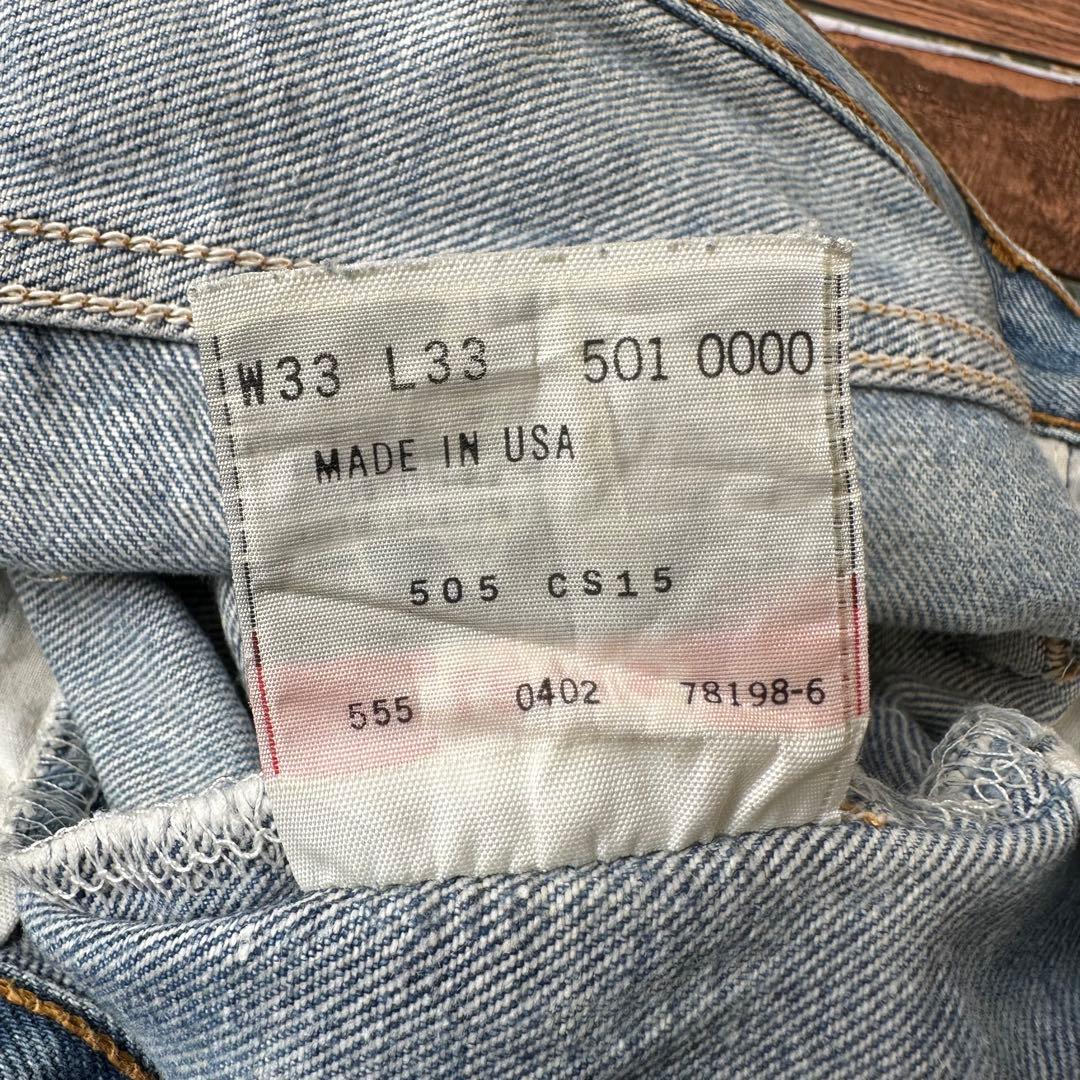 W33 L33 501 0000
MADE IN USA
505 CS15
555 0402 78198-6